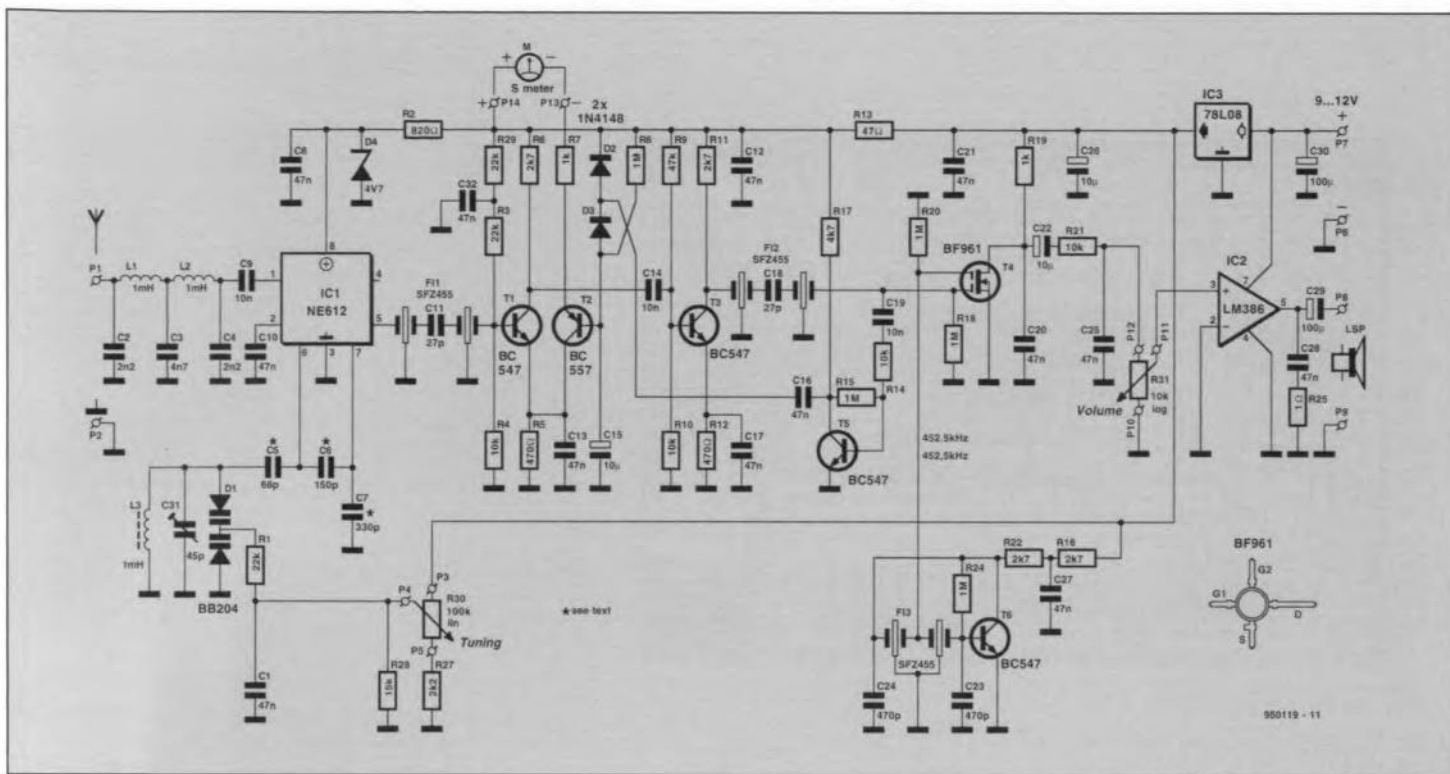 M
+
−
S meter
+
P14
P13
−
2x
1N4148
R2
820Ω
C8
47n
D4
4V7
R29
22k
R6
2k7
R7
1k
D2
R8
1M
R9
47k
R11
2k7
C12
47n
R13
47Ω
C21
47n
R19
1k
C26
10µ
IC3
78L08
9...12V
+
P7
C30
100µ
−
P6
C32
47n
R3
22k
D3
R17
4k7
R20
1M
BF961
T4
C22
10µ
R21
10k
P1
L1
1mH
L2
1mH
C9
10n
1
8
IC1
NE612
4
5
2
6
3
7
C2
2n2
C3
4n7
C4
2n2
C10
47n
P2
FI1
SFZ455
C11
27p
T1
BC
547
T2
BC
557
C14
10n
T3
BC547
FI2
SFZ455
C18
27p
C19
10n
10k
R14
R18
1M
C20
47n
C25
47n
P12
P11
R31
10k
log
Volume
P10
IC2
3
+
LM386
7
5
2
−
4
C29
100µ
P8
LSP
C28
47n
R25
1Ω
P9
R4
10k
R5
470Ω
C13
47n
C15
10µ
R10
10k
R12
470Ω
C17
47n
C16
47n
R15
1M
T5
BC547
452.5kHz
452,5kHz
★
C5
68p
★
C6
150p
C7
★
330p
L3
1mH
C31
45p
D1
R1
22k
BB204
P4
P3
R30
100k
lin
Tuning
P5
R27
2k2
R28
15k
C1
47n
★ see text
R22
2k7
R16
2k7
R24
1M
C27
47n
FI3
SFZ455
T6
BC547
C24
470p
C23
470p
BF961
G2
G1
D
S
950119 - 11